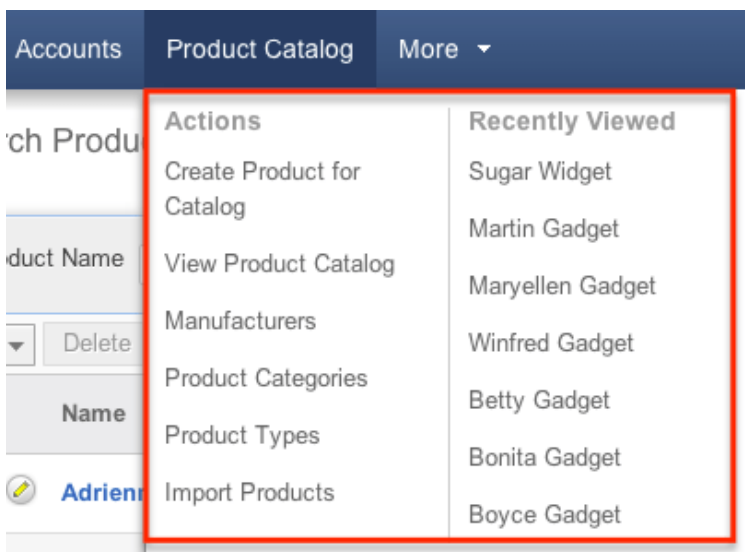 Accounts Product Catalog More
Actions
Create Product for
Catalog
View Product Catalog
Manufacturers
Product Categories
Product Types
Import Products
Recently Viewed
Sugar Widget
Martin Gadget
Maryellen Gadget
Winfred Gadget
Betty Gadget
Bonita Gadget
Boyce Gadget
rch Produ
duct Name
Delete
Name
Adrienn